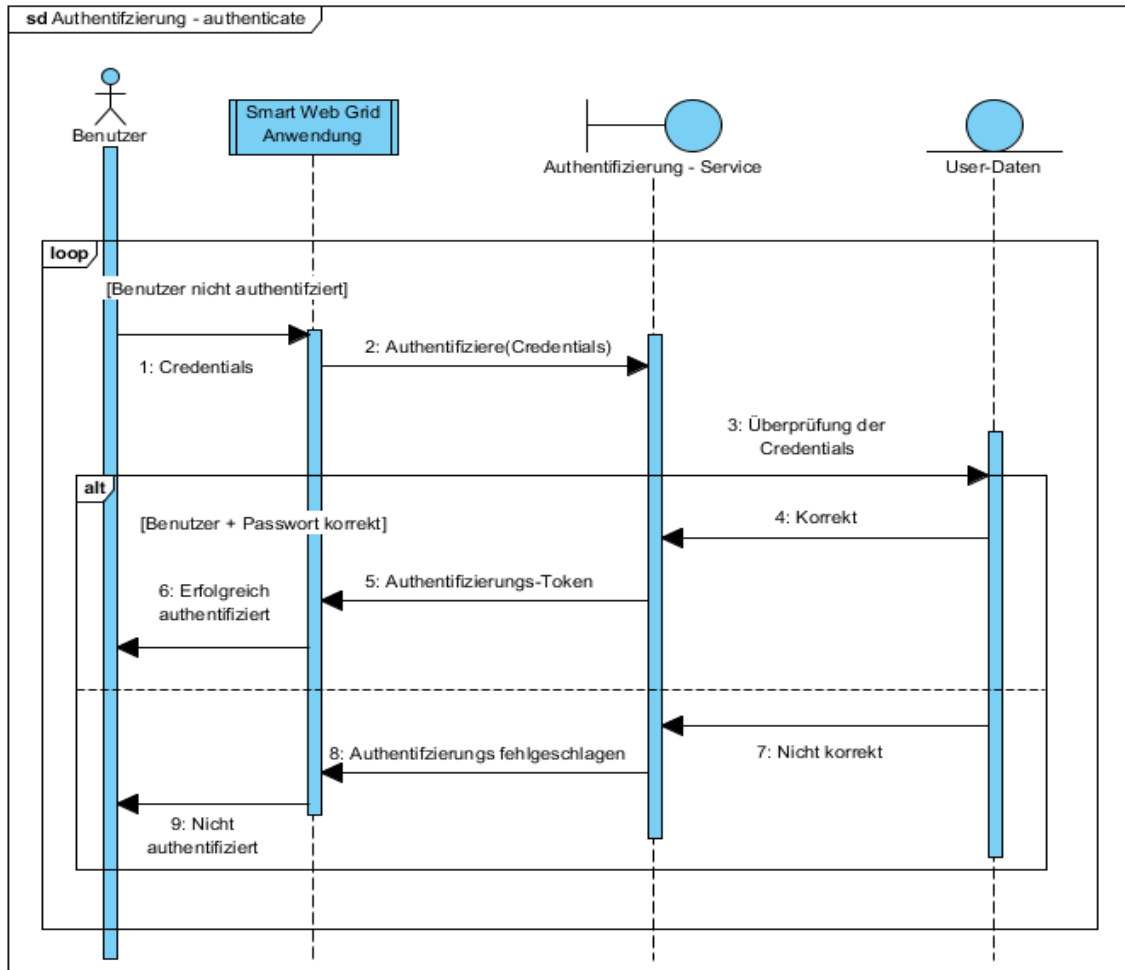 sd Authentifzierung - authenticate
Benutzer
Smart Web Grid
Anwendung
Authentifizierung - Service
User-Daten
loop
[Benutzer nicht authentifziert]
1: Credentials
2: Authentifiziere(Credentials)
3: Überprüfung der
Credentials
alt
[Benutzer + Passwort korrekt]
4: Korrekt
5: Authentifizierungs-Token
6: Erfolgreich
authentifiziert
7: Nicht korrekt
8: Authentifzierungs fehlgeschlagen
9: Nicht
authentifiziert